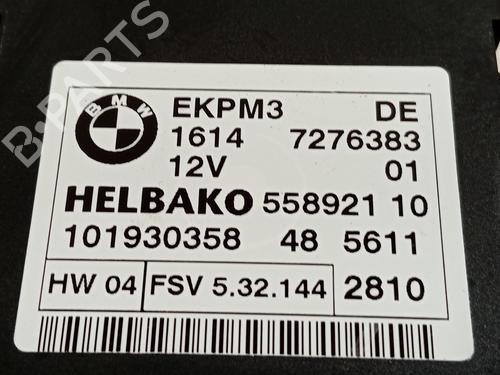 B-PARTS
BMW EKPM3 DE
1614 7276383
12V 01
HELBAKO 558921 10
101930358 48 5611
HW 04 FSV 5.32.144 2810